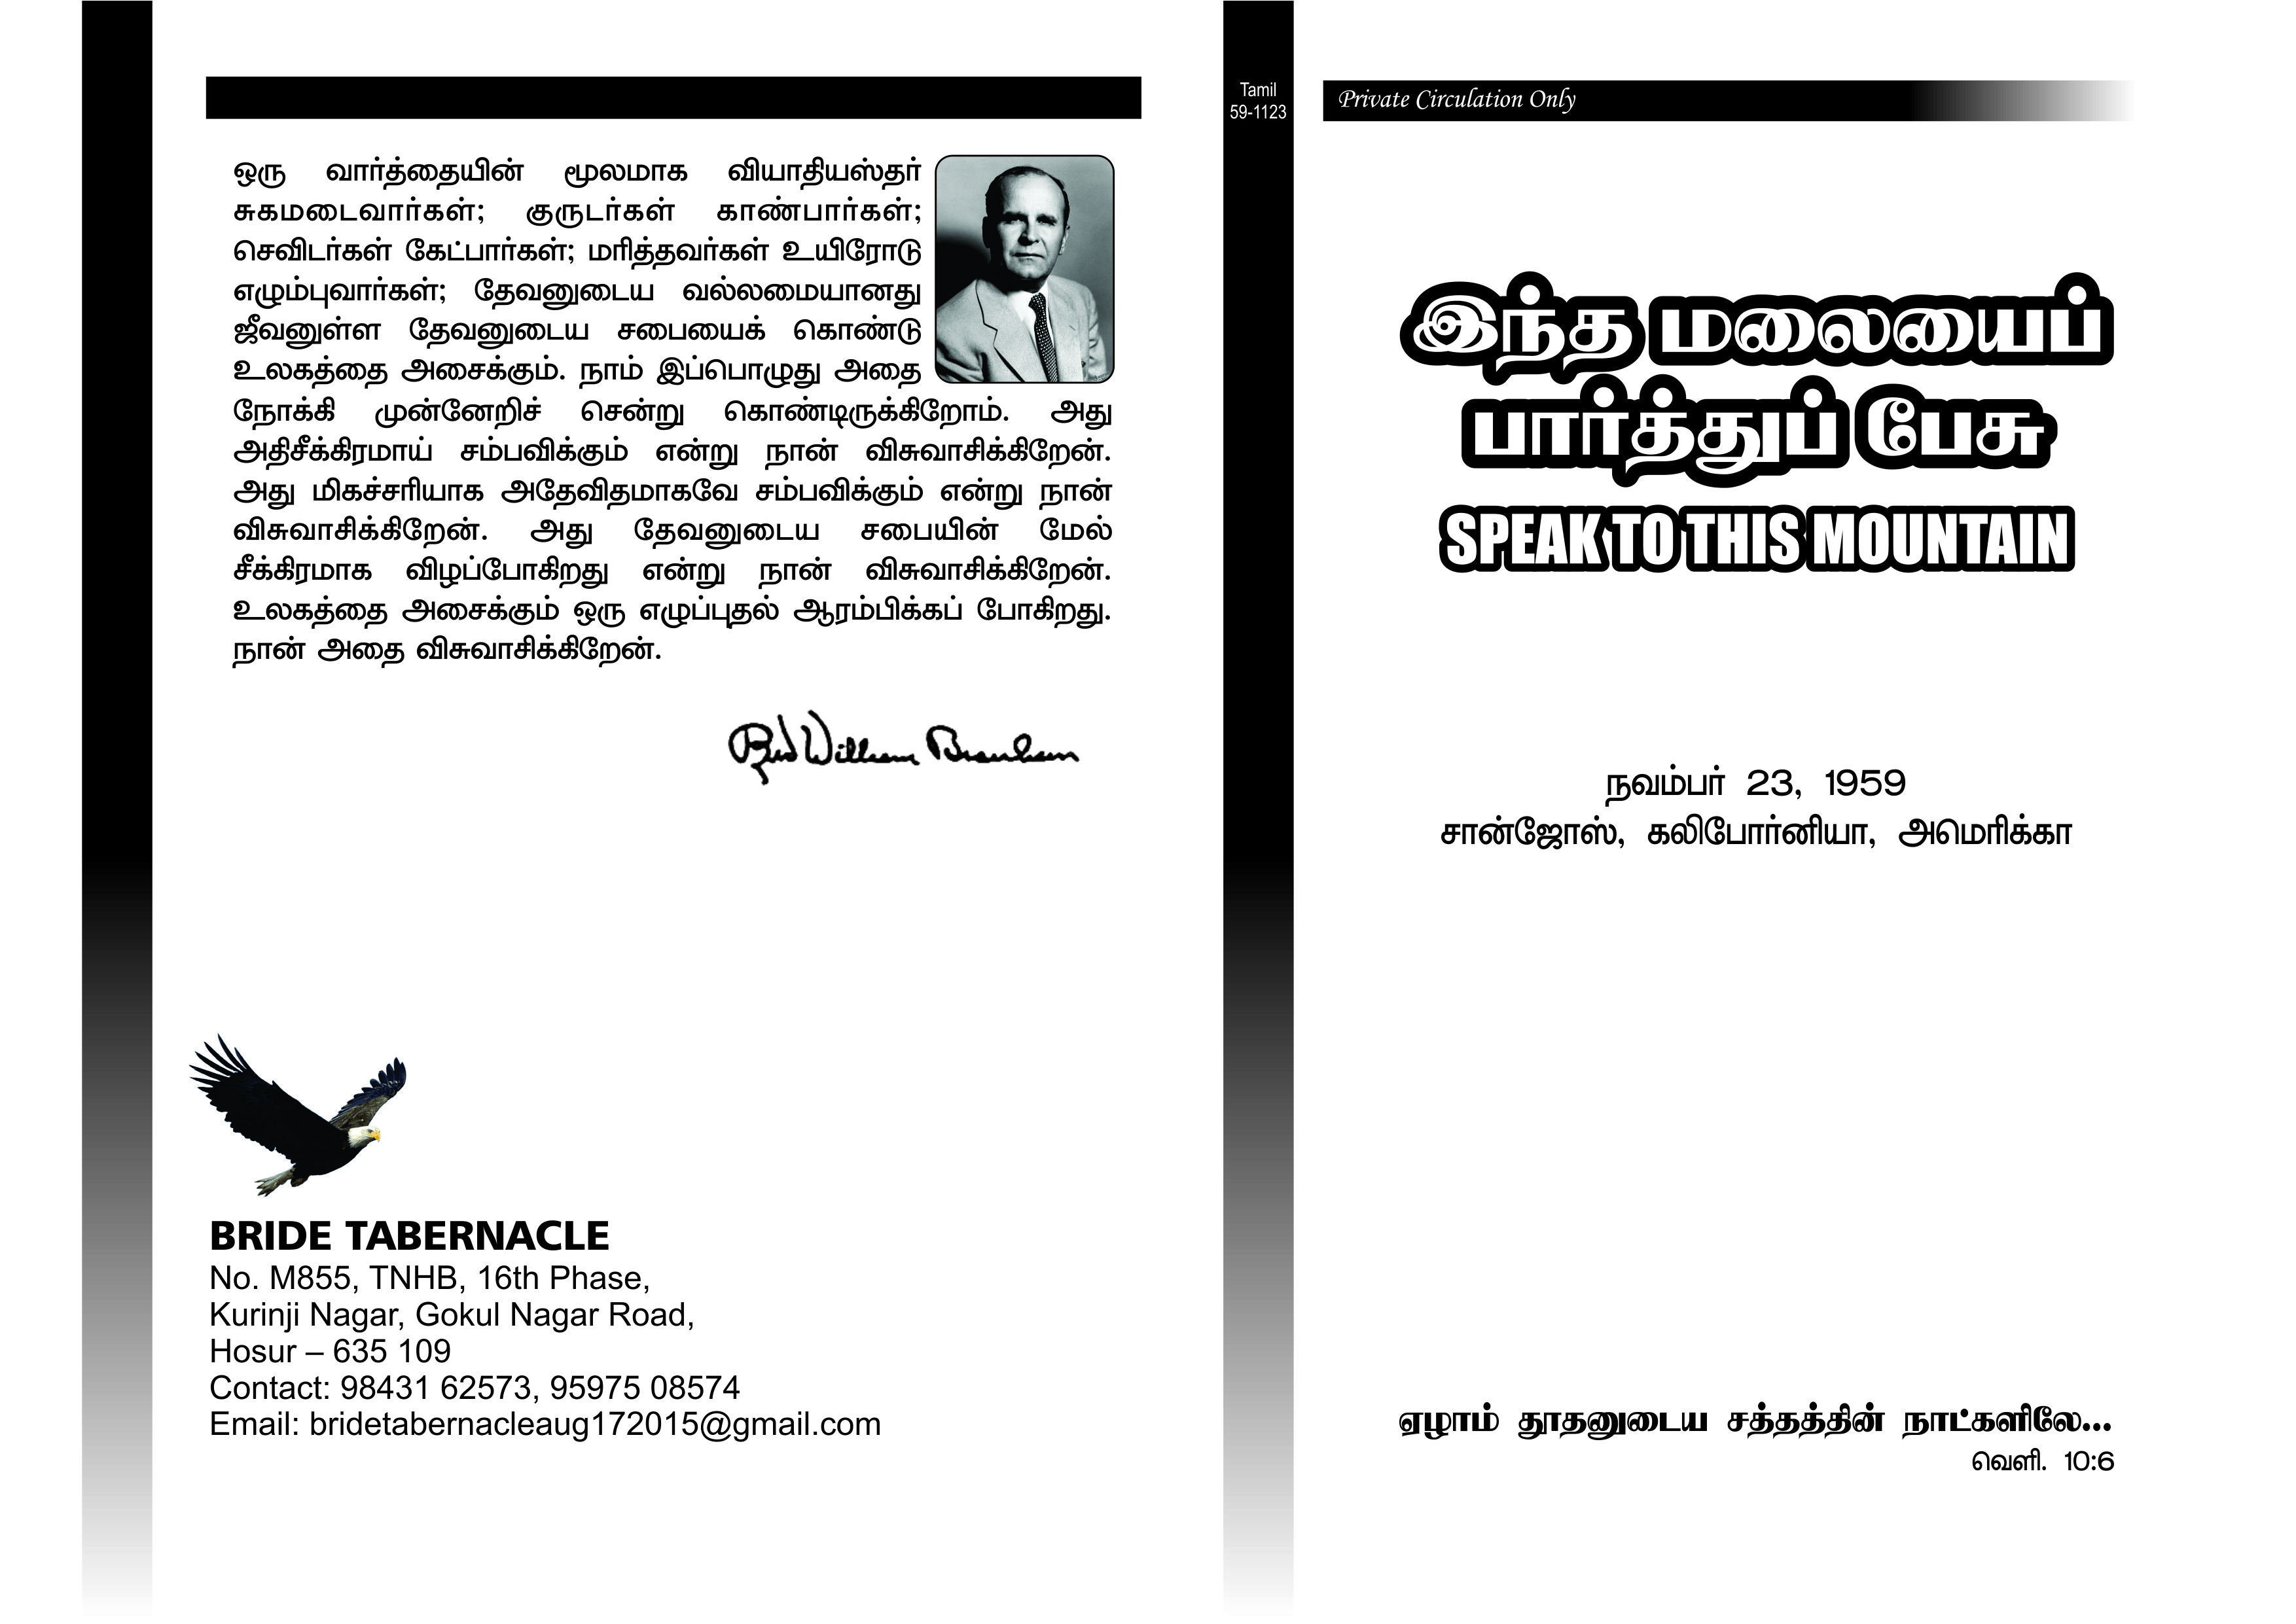 ஒரு வார்த்தையின் மூலமாக வியாதியஸ்தர்
சுகமடைவார்கள்; குருடர்கள் காண்பார்கள்;
செவிடர்கள் கேட்பார்கள்; மரித்தவர்கள் உயிரோடு
எழும்புவார்கள்; தேவனுடைய வல்லமையானது
ஜீவனுள்ள தேவனுடைய சபையைக் கொண்டு
உலகத்தை அசைக்கும். நாம் இப்பொழுது அதை
நோக்கி முன்னேறிச் சென்று கொண்டிருக்கிறோம். அது
அதிசீக்கிரமாய் சம்பவிக்கும் என்று நான் விசுவாசிக்கிறேன்.
அது மிகச்சரியாக அதேவிதமாகவே சம்பவிக்கும் என்று நான்
விசுவாசிக்கிறேன். அது தேவனுடைய சபையின் மேல்
சீக்கிரமாக விழப்போகிறது என்று நான் விசுவாசிக்கிறேன்.
உலகத்தை அசைக்கும் ஒரு எழுப்புதல் ஆரம்பிக்கப் போகிறது.
நான் அதை விசுவாசிக்கிறேன்.
Rev William Branham
BRIDE TABERNACLE
No. M855, TNHB, 16th Phase,
Kurinji Nagar, Gokul Nagar Road,
Hosur – 635 109
Contact: 98431 62573, 95975 08574
Email: bridetabernacleaug172015@gmail.com
Tamil
59-1123
Private Circulation Only
இந்த மலையைப்
பார்த்துப் பேசு
SPEAK TO THIS MOUNTAIN
நவம்பர் 23, 1959
சான்ஜோஸ், கலிபோர்னியா, அமெரிக்கா
ஏழாம் தூதனுடைய சத்தத்தின் நாட்களிலே...
வெளி. 10:6